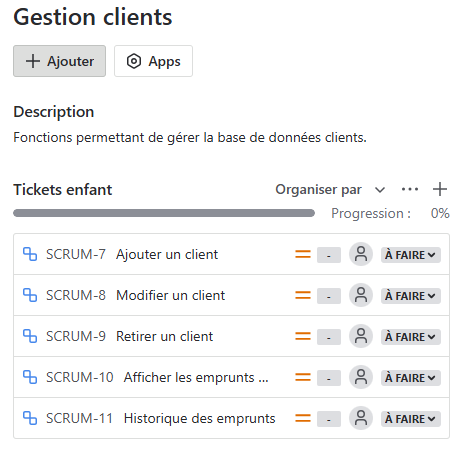 Gestion clients
Ajouter
Apps
Description
Fonctions permettant de gérer la base de données clients.
Tickets enfant Organiser par
Progression : 0%
SCRUM-7 Ajouter un client - À FAIRE
SCRUM-8 Modifier un client - À FAIRE
SCRUM-9 Retirer un client - À FAIRE
SCRUM-10 Afficher les emprunts ... - À FAIRE
SCRUM-11 Historique des emprunts - À FAIRE